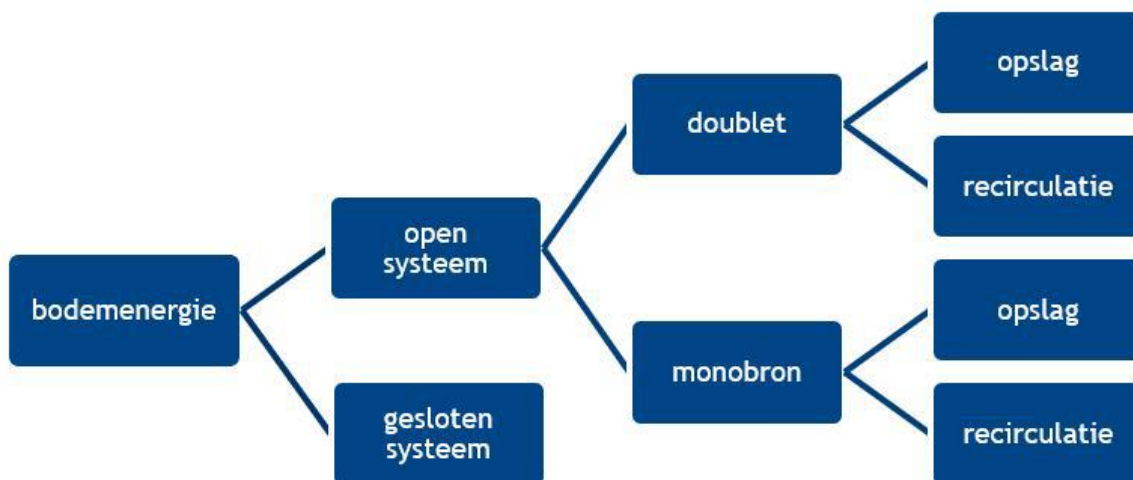 bodemenergie
open
systeem
gesloten
systeem
doublet
monobron
opslag
recirculatie
opslag
recirculatie